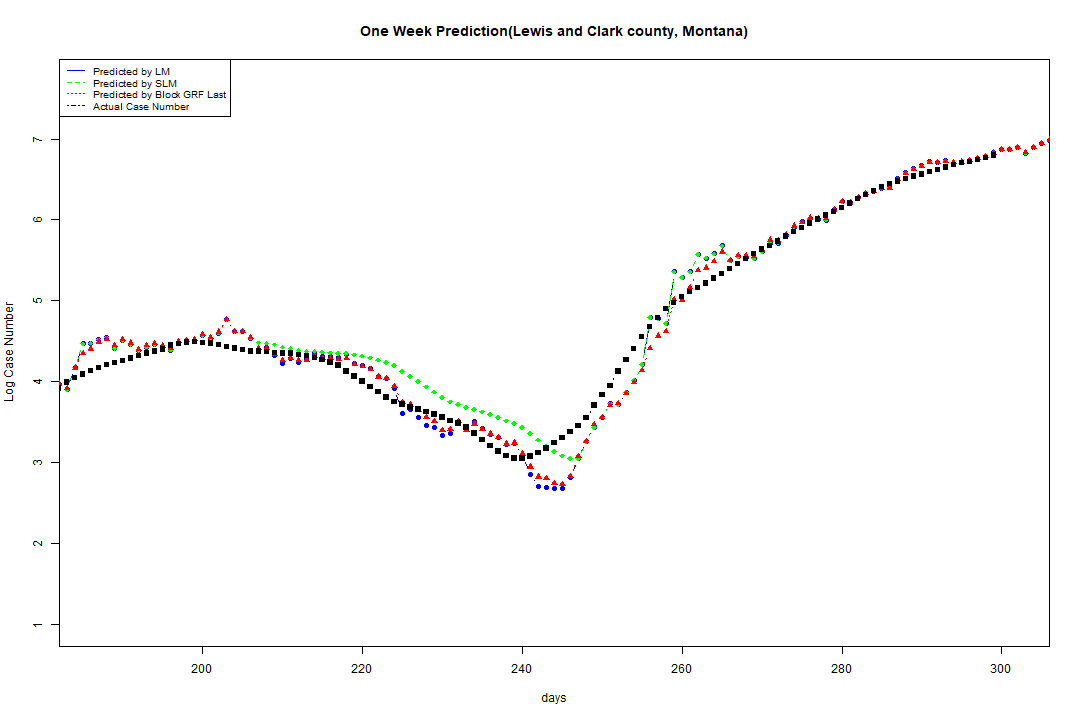 One Week Prediction(Lewis and Clark county, Montana)
Predicted by LM
Predicted by SLM
Predicted by Block GRF Last
Actual Case Number
7
6
5
4
3
2
1
Log Case Number
200 220 240 260 280 300
days